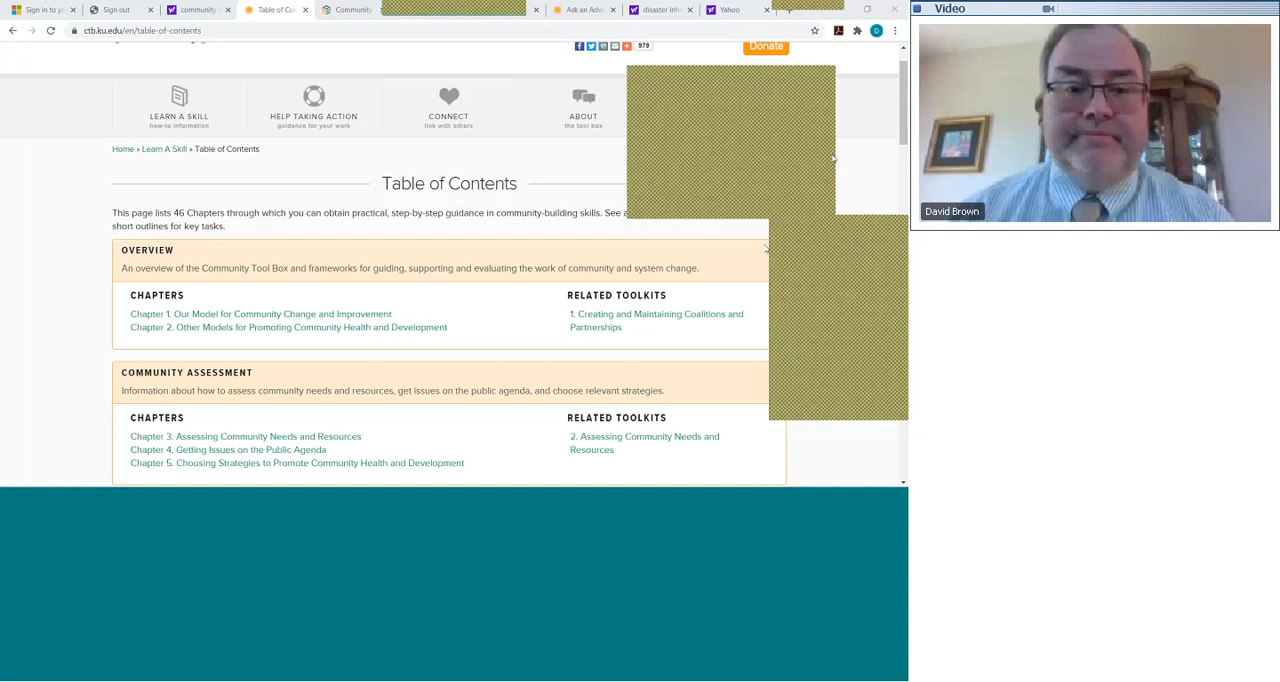 Sign in to yo
Sign out
community
Table of Con
Community
Ask an Advi
disaster info
Yahoo
Video
ctb.ku.edu/en/table-of-contents
D
979
Donate
LEARN A SKILL
how-to information
HELP TAKING ACTION
guidance for your work
CONNECT
link with others
ABOUT
the tool box
Home » Learn A Skill » Table of Contents
Table of Contents
This page lists 46 Chapters through which you can obtain practical, step-by-step guidance in community-building skills. See a
short outlines for key tasks.
OVERVIEW
An overview of the Community Tool Box and frameworks for guiding, supporting and evaluating the work of community and system change.
CHAPTERS
Chapter 1. Our Model for Community Change and Improvement
Chapter 2. Other Models for Promoting Community Health and Development
RELATED TOOLKITS
1. Creating and Maintaining Coalitions and
Partnerships
COMMUNITY ASSESSMENT
Information about how to assess community needs and resources, get issues on the public agenda, and choose relevant strategies.
CHAPTERS
Chapter 3. Assessing Community Needs and Resources
Chapter 4. Getting Issues on the Public Agenda
Chapter 5. Choosing Strategies to Promote Community Health and Development
RELATED TOOLKITS
2. Assessing Community Needs and
Resources
David Brown